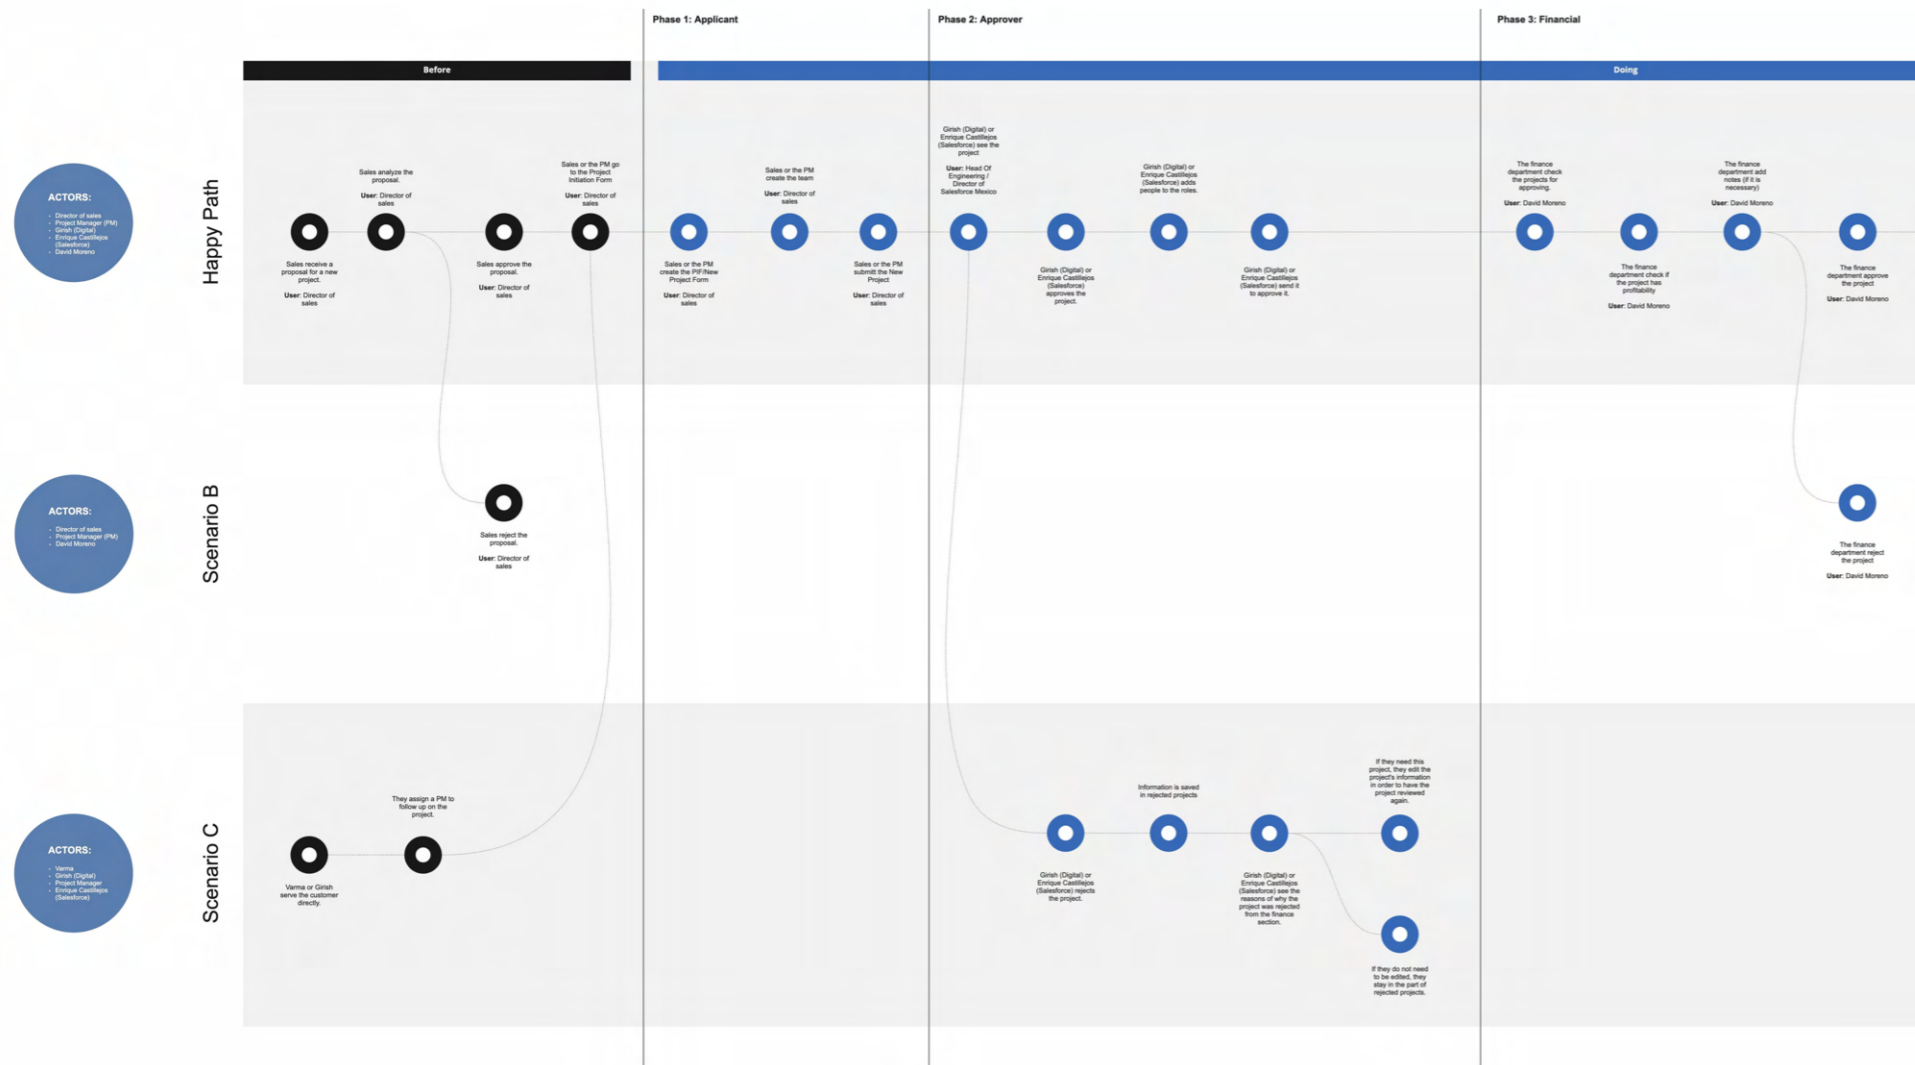 Phase 1: Applicant
Phase 2: Approver
Phase 3: Financial
Before
Doing
ACTORS:
- Director of sales
- Project Manager (PM)
- Girish (Digital)
- Enrique Castillejos
(Salesforce)
- David Moreno
Happy Path
Sales receive a
proposal for a new
project.
User: Director of
sales
Sales analyze the
proposal.
User: Director of
sales
Sales approve the
proposal.
User: Director of
sales
Sales or the PM go
to the Project
Initiation Form
User: Director of
sales
Sales or the PM
create the PIF/New
Project Form
User: Director of
sales
Sales or the PM
create the team
User: Director of
sales
Sales or the PM
submitt the New
Project
User: Director of
sales
Girish (Digital) or
Enrique Castillejos
(Salesforce) see the
project
User: Head Of
Engineering /
Director of
Salesforce Mexico
Girish (Digital) or
Enrique Castillejos
(Salesforce)
approves the
project.
Girish (Digital) or
Enrique Castillejos
(Salesforce) adds
people to the roles.
Girish (Digital) or
Enrique Castillejos
(Salesforce) send it
to approve it.
The finance
department check
the projects for
approving.
User: David Moreno
The finance
department check if
the project has
profitability
User: David Moreno
The finance
department add
notes (if it is
necessary)
User: David Moreno
The finance
department approve
the project
User: David Moreno
ACTORS:
- Director of sales
- Project Manager (PM)
- David Moreno
Scenario B
Sales reject the
proposal.
User: Director of
sales
The finance
department reject
the project
User: David Moreno
ACTORS:
- Varma
- Girish (Digital)
- Project Manager
- Enrique Castillejos
(Salesforce)
Scenario C
Varma or Girish
serve the customer
directly.
They assign a PM to
follow up on the
project.
Girish (Digital) or
Enrique Castillejos
(Salesforce) rejects
the project.
Information is saved
in rejected projects
Girish (Digital) or
Enrique Castillejos
(Salesforce) see the
reasons of why the
project was rejected
from the finance
section.
If they need this
project, they edit the
project's information
in order to have the
project reviewed
again.
If they do not need
to be edited, they
stay in the part of
rejected projects.